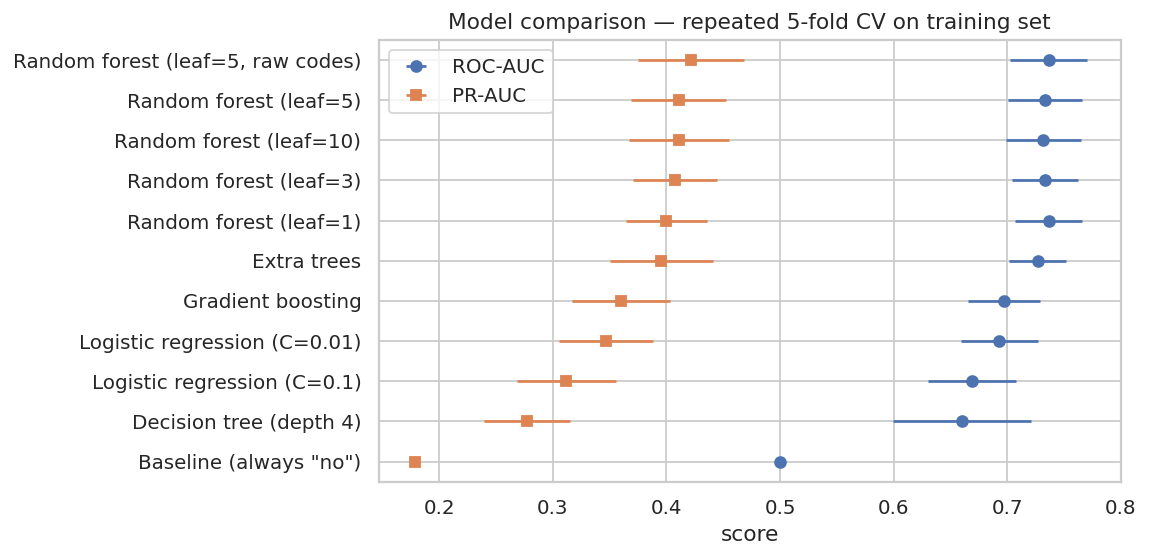 Model comparison — repeated 5-fold CV on training set
ROC-AUC
PR-AUC
Random forest (leaf=5, raw codes)
Random forest (leaf=5)
Random forest (leaf=10)
Random forest (leaf=3)
Random forest (leaf=1)
Extra trees
Gradient boosting
Logistic regression (C=0.01)
Logistic regression (C=0.1)
Decision tree (depth 4)
Baseline (always "no")
0.2 0.3 0.4 0.5 0.6 0.7 0.8
score